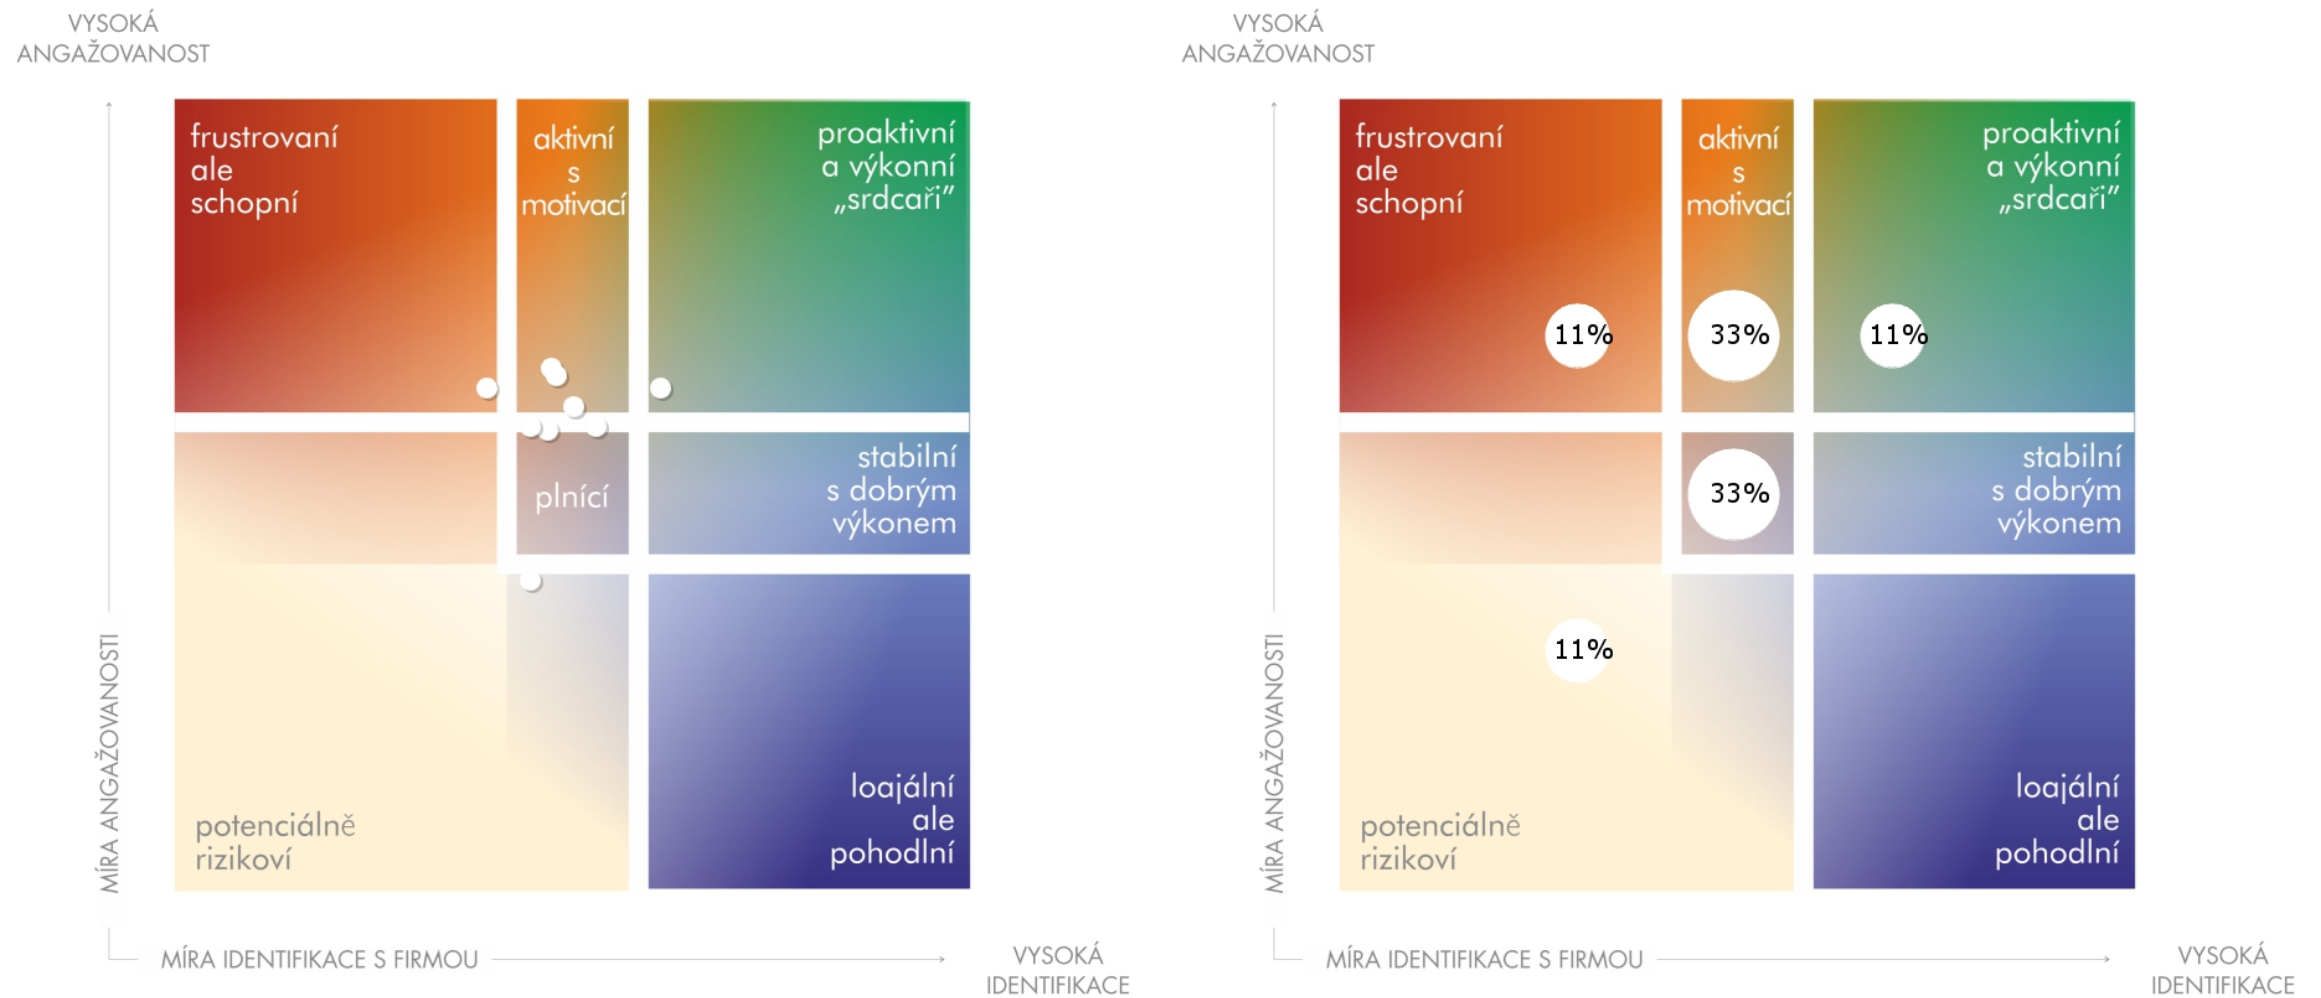 VYSOKÁ
ANGAŽOVANOST
frustrovaní
ale
schopní
aktivní
s
motivací
proaktivní
a výkonní
„srdcaři”
plnící
stabilní
s dobrým
výkonem
potenciálně
rizikoví
loajální
ale
pohodlní
MÍRA ANGAŽOVANOSTI
MÍRA IDENTIFIKACE S FIRMOU
VYSOKÁ
IDENTIFIKACE
VYSOKÁ
ANGAŽOVANOST
frustrovaní
ale
schopní
aktivní
s
motivací
proaktivní
a výkonní
„srdcaři”
11%
33%
11%
33%
stabilní
s dobrým
výkonem
11%
potenciálně
rizikoví
loajální
ale
pohodlní
MÍRA ANGAŽOVANOSTI
MÍRA IDENTIFIKACE S FIRMOU
VYSOKÁ
IDENTIFIKACE